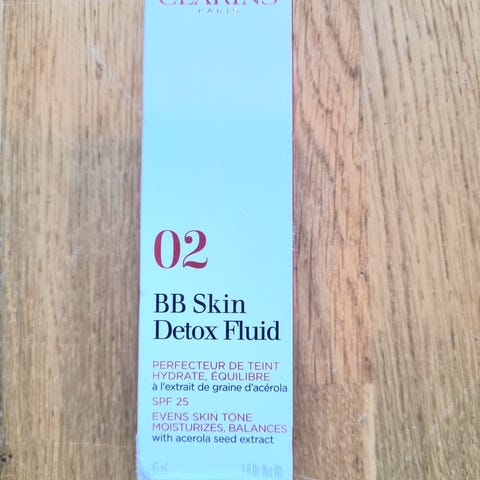 CLARINS
PARIS
02
BB Skin
Detox Fluid
PERFECTEUR DE TEINT
HYDRATE, ÉQUILIBRE
à l'extrait de graine d'acérola
SPF 25
EVENS SKIN TONE
MOISTURIZES, BALANCES
with acerola seed extract
45 ml 1.6 Oz. Net Wt.